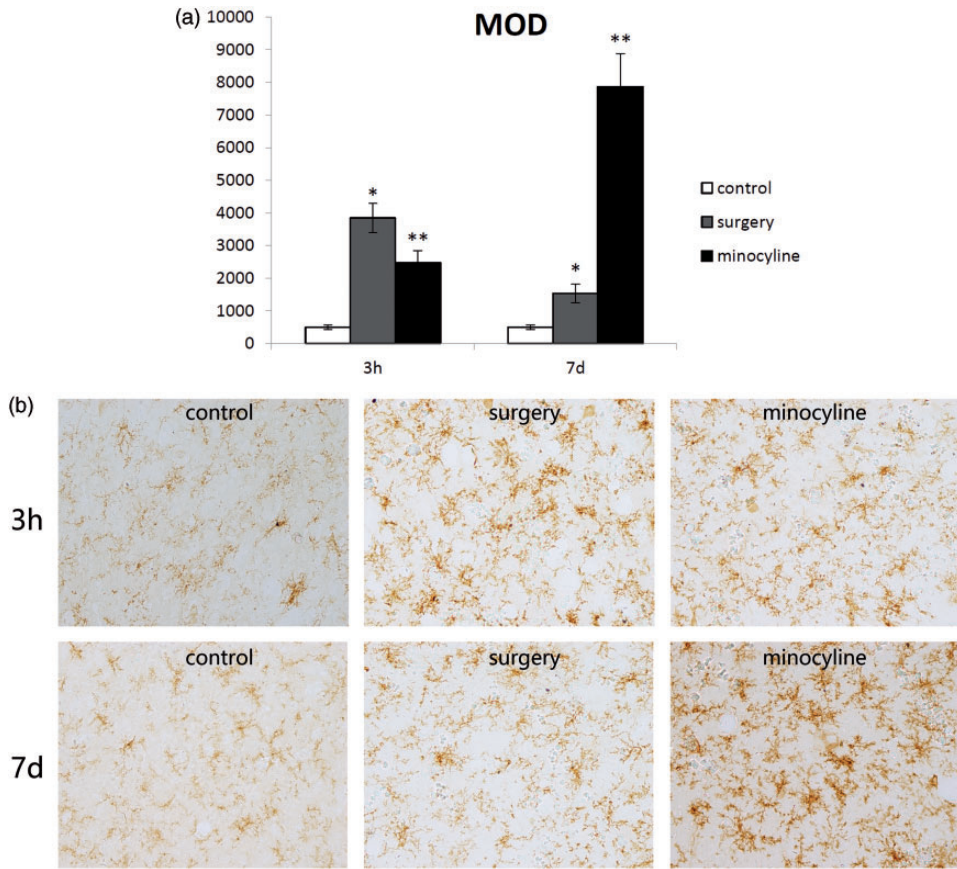 (a)
MOD
10000
9000
8000
7000
6000
5000
4000
3000
2000
1000
0
*
**
*
**
3h
7d
control
surgery
minocyline
(b)
control
surgery
minocyline
3h
control
surgery
minocyline
7d